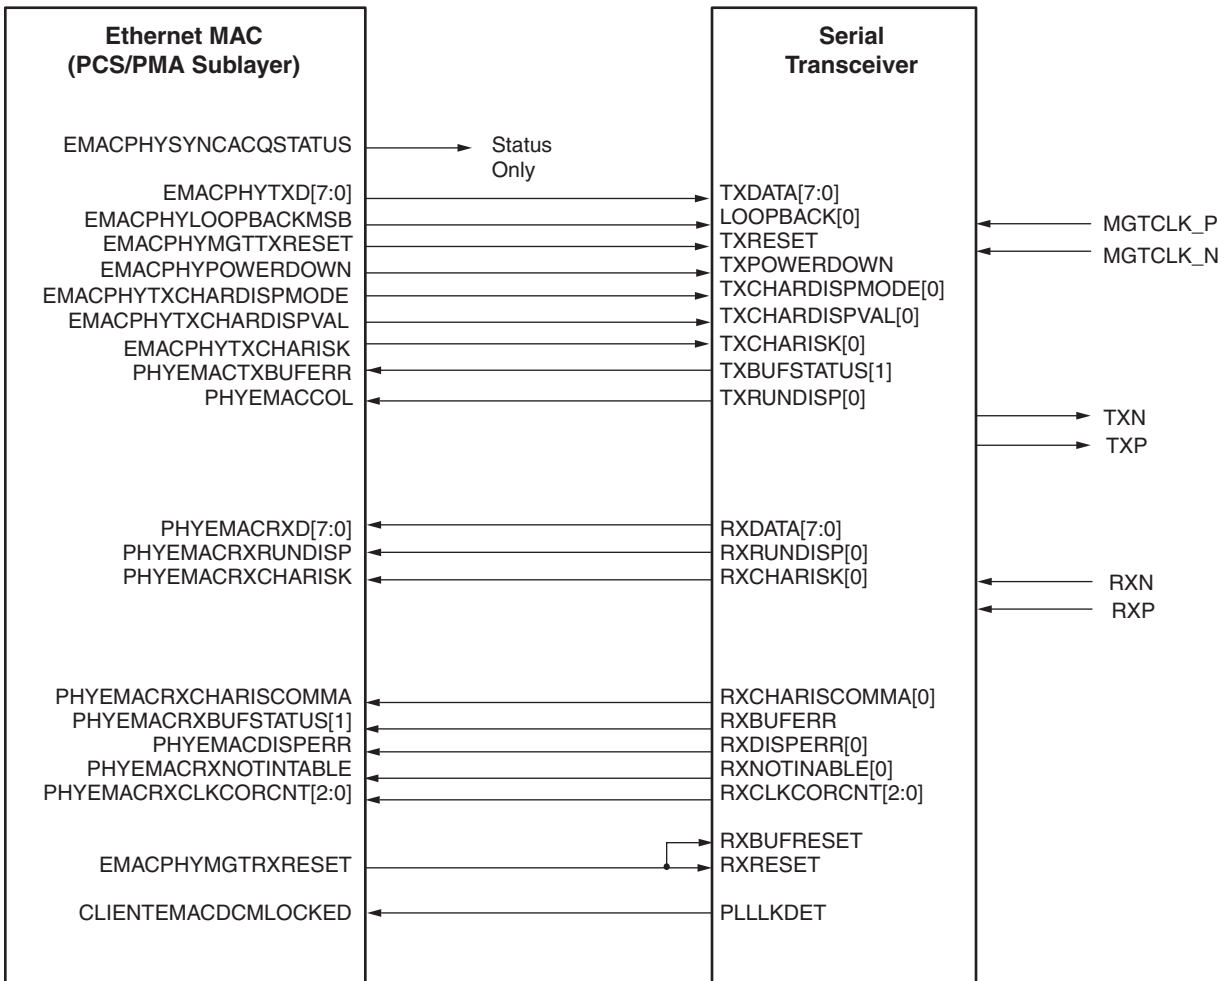 Ethernet MAC
(PCS/PMA Sublayer)
Serial
Transceiver
EMACPHYSYNCACQSTATUS
Status
Only
EMACPHYTXD[7:0]
TXDATA[7:0]
EMACPHYLOOPBACKMSB
LOOPBACK[0]
MGTCLK_P
EMACPHYMGTTXRESET
TXRESET
MGTCLK_N
EMACPHYPOWERDOWN
TXPOWERDOWN
EMACPHYTXCHARDISPMODE
TXCHARDISPMODE[0]
EMACPHYTXCHARDISPVAL
TXCHARDISPVAL[0]
EMACPHYTXCHARISK
TXCHARISK[0]
PHYEMACTXBUFERR
TXBUFSTATUS[1]
PHYEMACCOL
TXRUNDISP[0]
TXN
TXP
PHYEMACRXD[7:0]
RXDATA[7:0]
PHYEMACRXRUNDISP
RXRUNDISP[0]
PHYEMACRXCHARISK
RXCHARISK[0]
RXN
RXP
PHYEMACRXCHARISCOMMA
RXCHARISCOMMA[0]
PHYEMACRXBUFSTATUS[1]
RXBUFERR
PHYEMACDISPERR
RXDISPERR[0]
PHYEMACRXNOTINTABLE
RXNOTINABLE[0]
PHYEMACRXCLKCORCNT[2:0]
RXCLKCORCNT[2:0]
RXBUFRESET
EMACPHYMGTRXRESET
RXRESET
CLIENTEMACDCMLOCKED
PLLLKDET